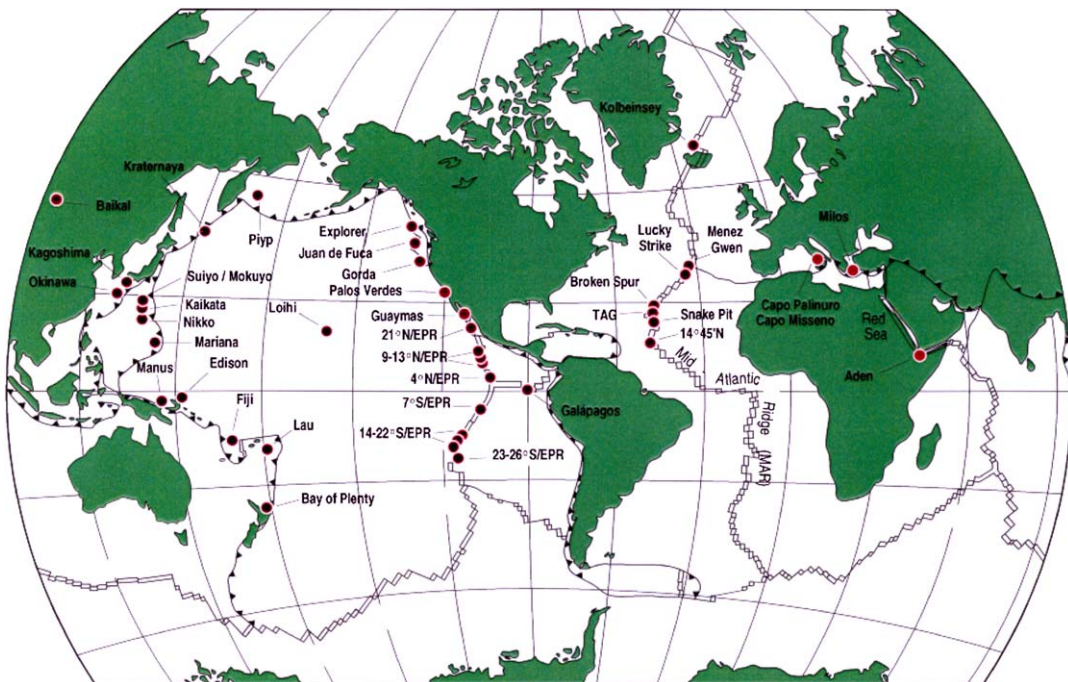 Kolbeinsey
Kraternaya
Baikal
Piyp
Explorer
Juan de Fuca
Gorda
Palos Verdes
Kagoshima
Okinawa
Suiyo / Mokuyo
Kaikata
Nikko
Mariana
Loihi
Guaymas
21°N/EPR
9-13°N/EPR
4°N/EPR
7°S/EPR
14-22°S/EPR
23-26°S/EPR
Galápagos
Manus
Edison
Fiji
Lau
Bay of Plenty
Lucky
Strike
Menez
Gwen
Broken Spur
TAG
Snake Pit
14°45'N
Mid
Atlantic
Ridge
(MAR)
Milos
Capo Palinuro
Capo Misseno
Red
Sea
Aden